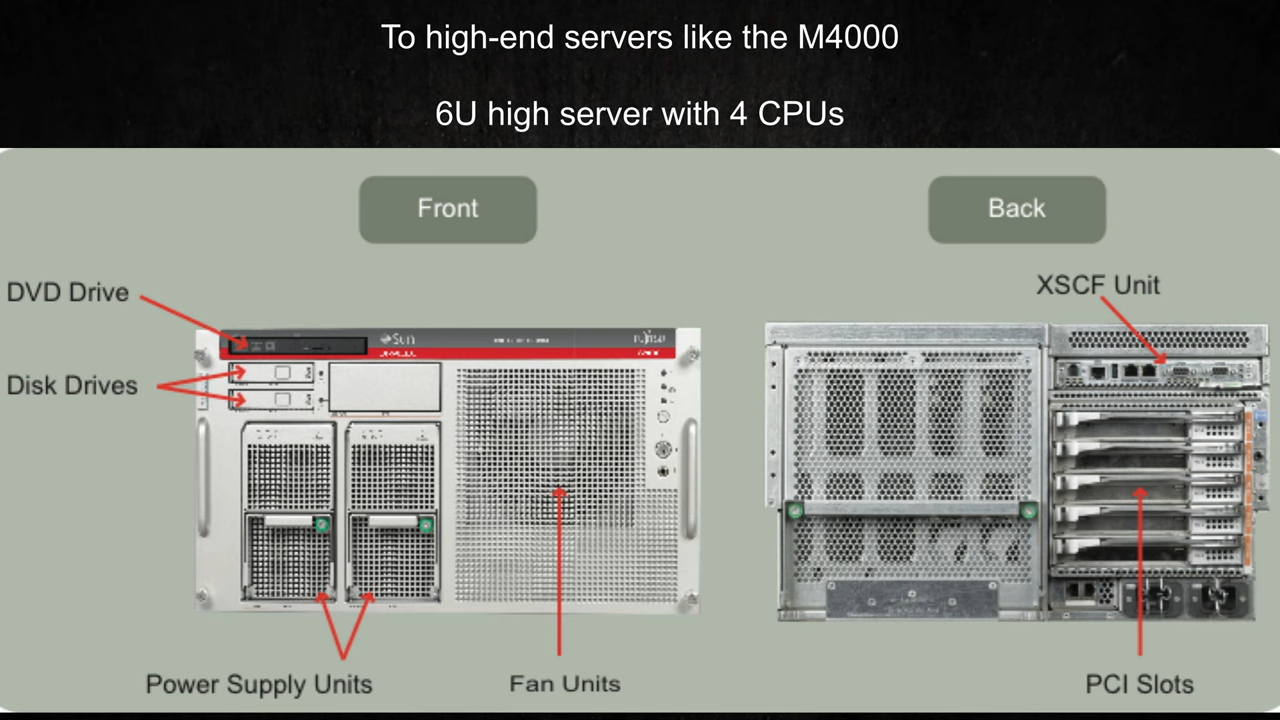 To high-end servers like the M4000
6U high server with 4 CPUs
Front
Back
DVD Drive
XSCF Unit
Sun
Disk Drives
Power Supply Units
Fan Units
PCI Slots